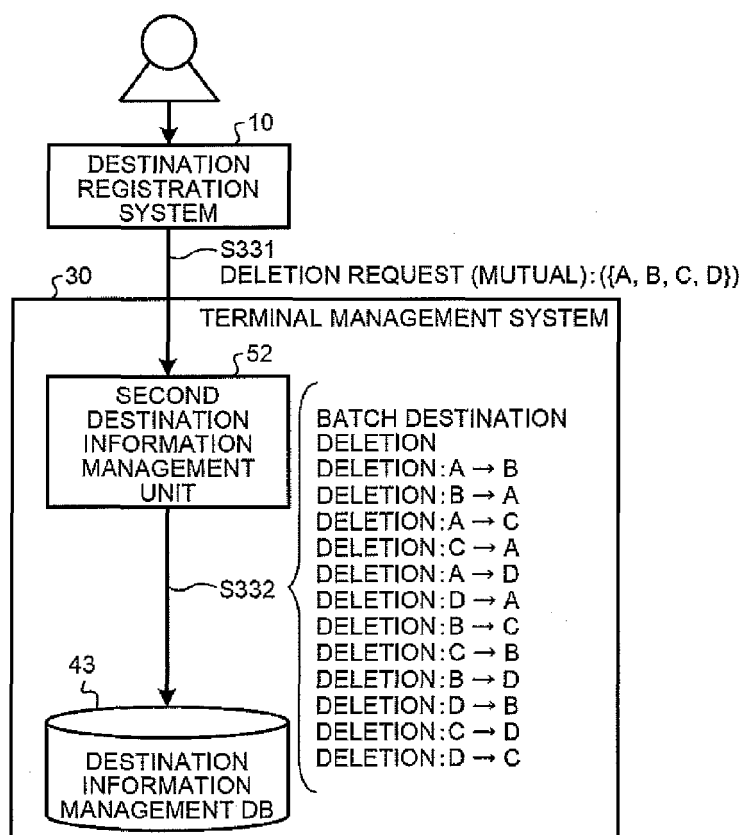 10
DESTINATION
REGISTRATION
SYSTEM
S331
DELETION REQUEST (MUTUAL):({A, B, C, D})
30
TERMINAL MANAGEMENT SYSTEM
52
SECOND
DESTINATION
INFORMATION
MANAGEMENT
UNIT
BATCH DESTINATION
DELETION
DELETION:A → B
DELETION:B → A
DELETION:A → C
DELETION:C → A
DELETION:A → D
DELETION:D → A
DELETION:B → C
DELETION:C → B
DELETION:B → D
DELETION:D → B
DELETION:C → D
DELETION:D → C
S332
43
DESTINATION
INFORMATION
MANAGEMENT DB